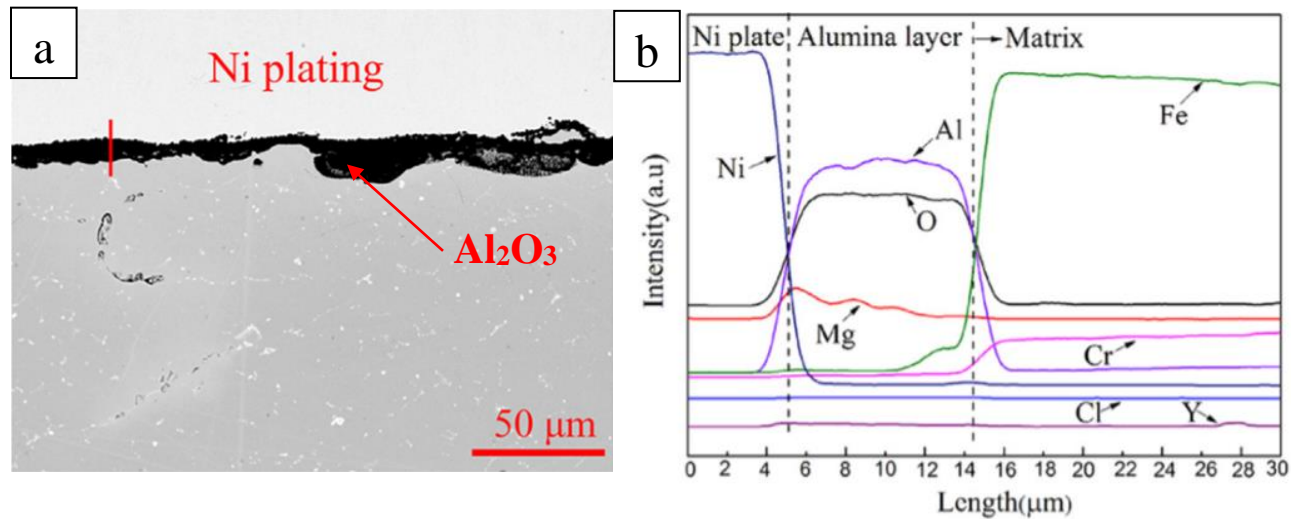 a
Ni plating
Al₂O₃
50 μm
b
Ni plate Alumina layer Matrix
Fe
Al
Ni
O
Mg
Cr
Cl Y
Intensity(a.u)
0 2 4 6 8 10 12 14 16 18 20 22 24 26 28 30
Length(μm)